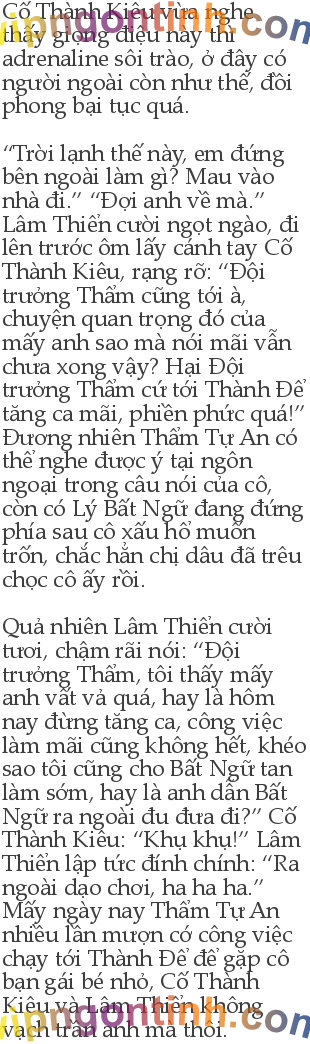 Cố Thành Kiêu vừa nghe
thấy giọng điệu này thì
adrenaline sôi trào, ở đây có
người ngoài còn như thế, đồi
phong bại tục quá.
“Trời lạnh thế này, em đứng
bên ngoài làm gì? Mau vào
nhà đi.” “Đợi anh về mà.”
Lâm Thiển cười ngọt ngào, đi
lên trước ôm lấy cánh tay Cố
Thành Kiêu, rạng rỡ: “Đội
trưởng Thẩm cũng tới à,
chuyện quan trọng đó của
mấy anh sao mà nói mãi vẫn
chưa xong vậy? Hại Đội
trưởng Thẩm cứ tới Thành Để
tăng ca mãi, phiền phức quá!”
Đương nhiên Thẩm Tự An có
thể nghe được ý tại ngôn
ngoại trong câu nói của cô,
còn có Lý Bất Ngữ đang đứng
phía sau cô xấu hổ muốn
trốn, chắc hẳn chị dâu đã trêu
chọc cô ấy rồi.
Quả nhiên Lâm Thiển cười
tươi, chậm rãi nói: “Đội
trưởng Thẩm, tôi thấy mấy
anh vất vả quá, hay là hôm
nay đừng tăng ca, công việc
làm mãi cũng không hết, khéo
sao tôi cũng cho Bất Ngữ tan
làm sớm, hay là anh dẫn Bất
Ngữ ra ngoài đu đưa đi?” Cố
Thành Kiêu: “Khụ khụ!” Lâm
Thiển lập tức đính chính: “Ra
ngoài dạo chơi, ha ha ha.”
Mấy ngày nay Thẩm Tự An
nhiều lần mượn cớ công việc
chạy tới Thành Để để gặp cô
bạn gái bé nhỏ, Cố Thành
Kiêu và Lâm Thiển không
vạch trần anh mà thôi.
upngontinh.com